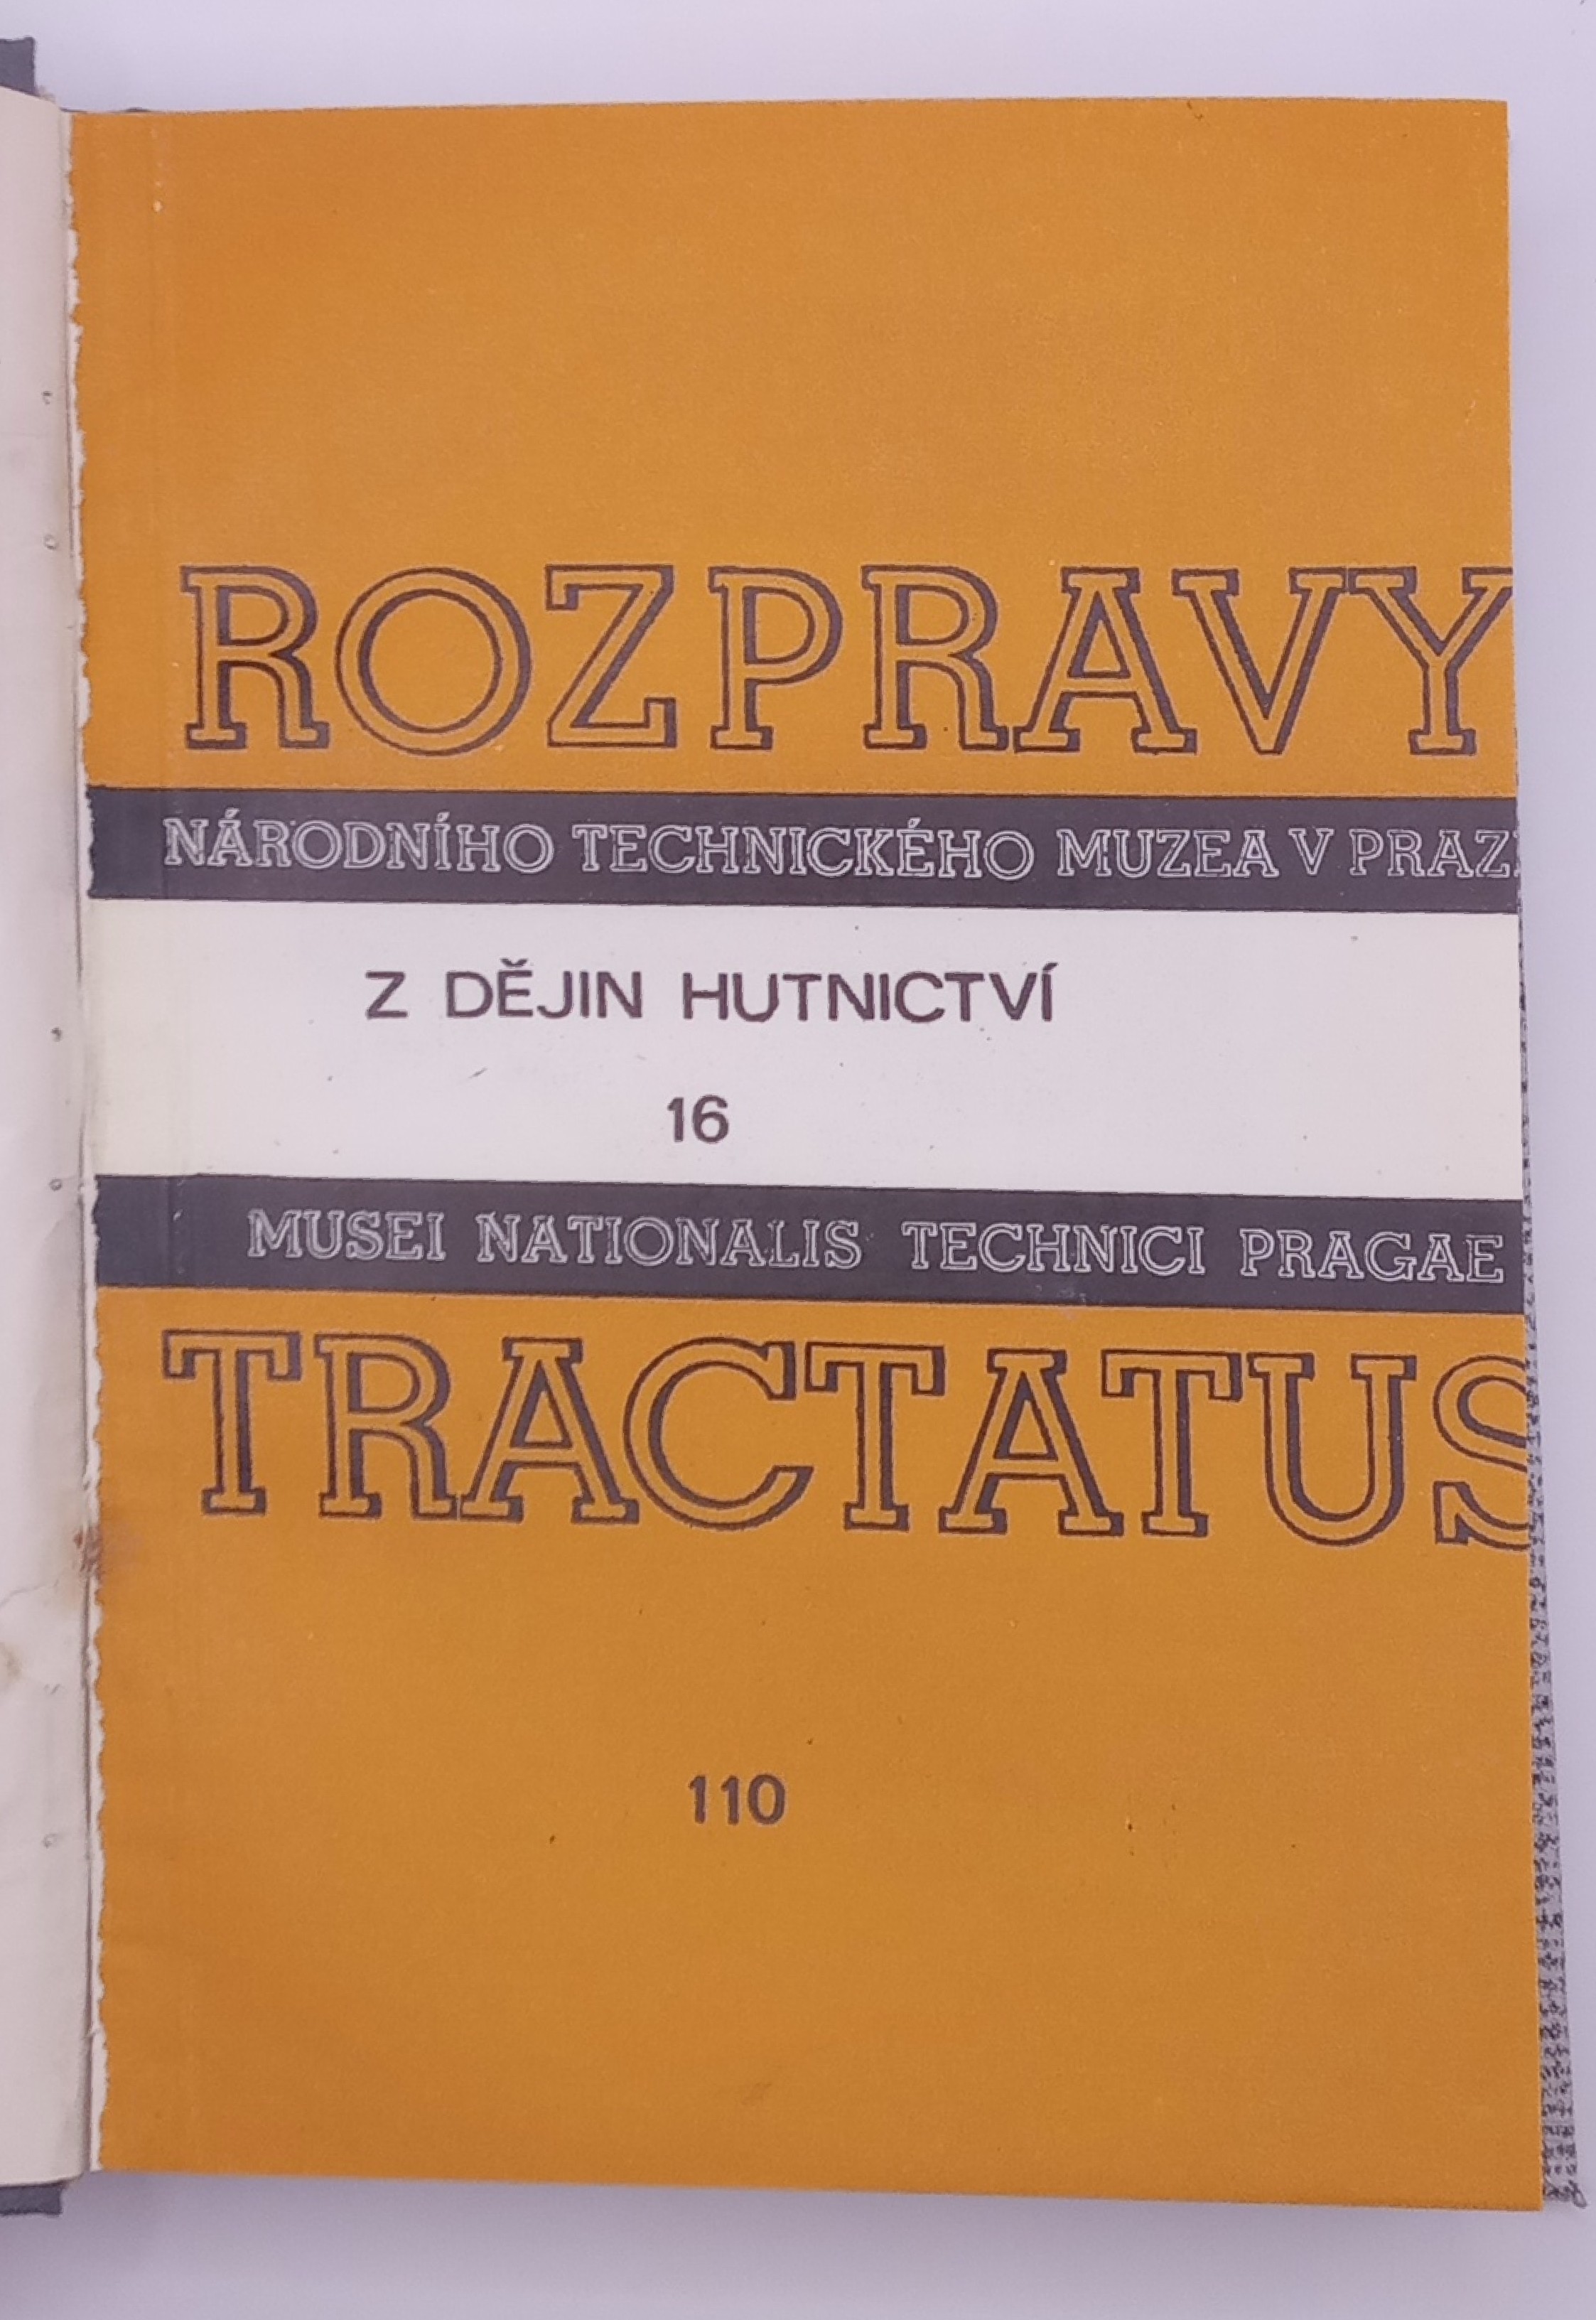 ROZPRAVY
NÁRODNÍHO TECHNICKÉHO MUZEA V PRAZ
Z DĚJIN HUTNICTVÍ
16
MUSEI NATIONALIS TECHNICI PRAGAE
TRACTATUS
110